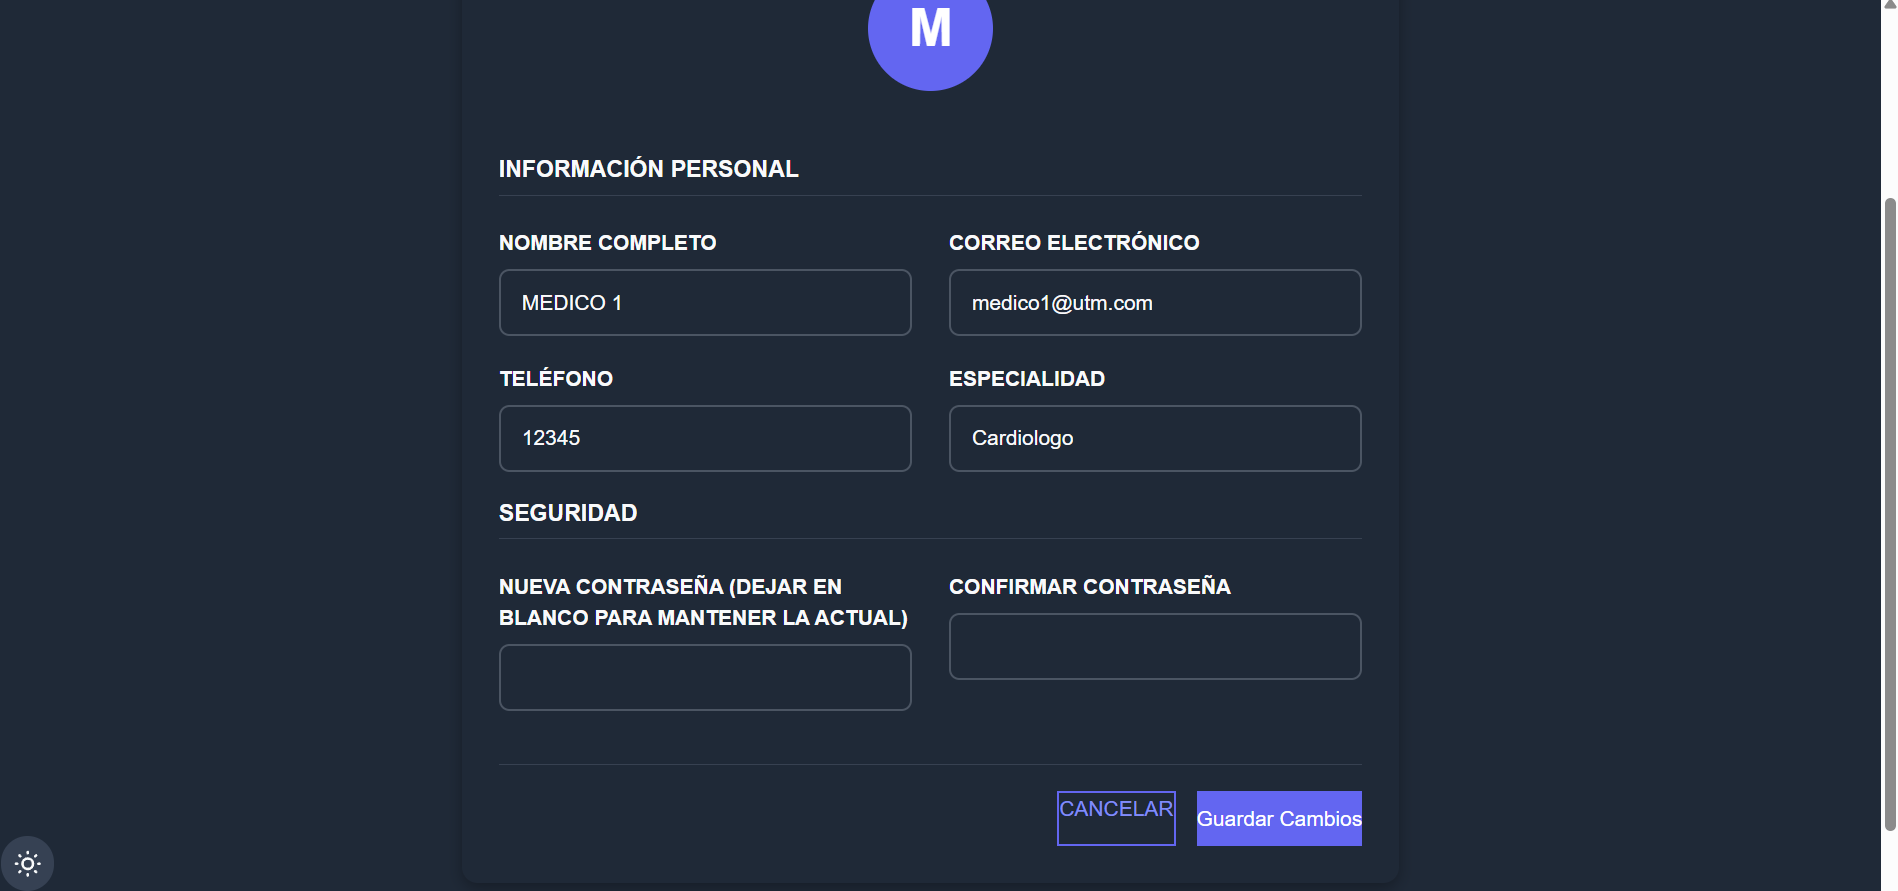 M
INFORMACIÓN PERSONAL
NOMBRE COMPLETO
CORREO ELECTRÓNICO
MEDICO 1
medico1@utm.com
TELÉFONO
ESPECIALIDAD
12345
Cardiologo
SEGURIDAD
NUEVA CONTRASEÑA (DEJAR EN
BLANCO PARA MANTENER LA ACTUAL)
CONFIRMAR CONTRASEÑA
CANCELAR
Guardar Cambios